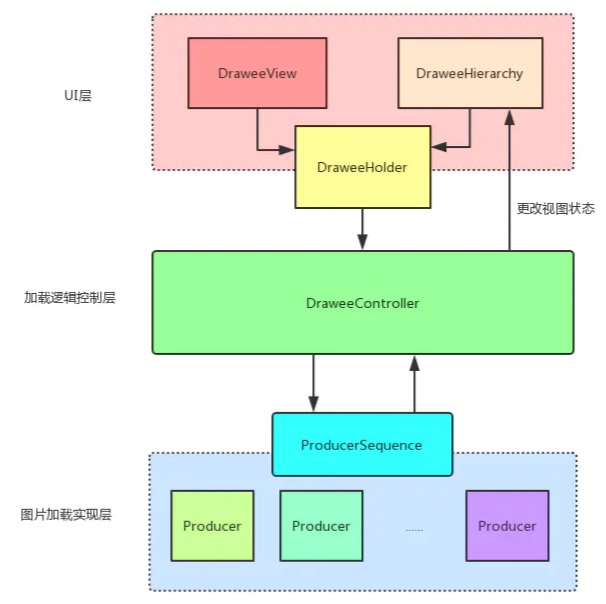 DraweeView
DraweeHierarchy
UI层
DraweeHolder
更改视图状态
加载逻辑控制层
DraweeController
ProducerSequence
图片加载实现层
Producer
Producer
......
Producer